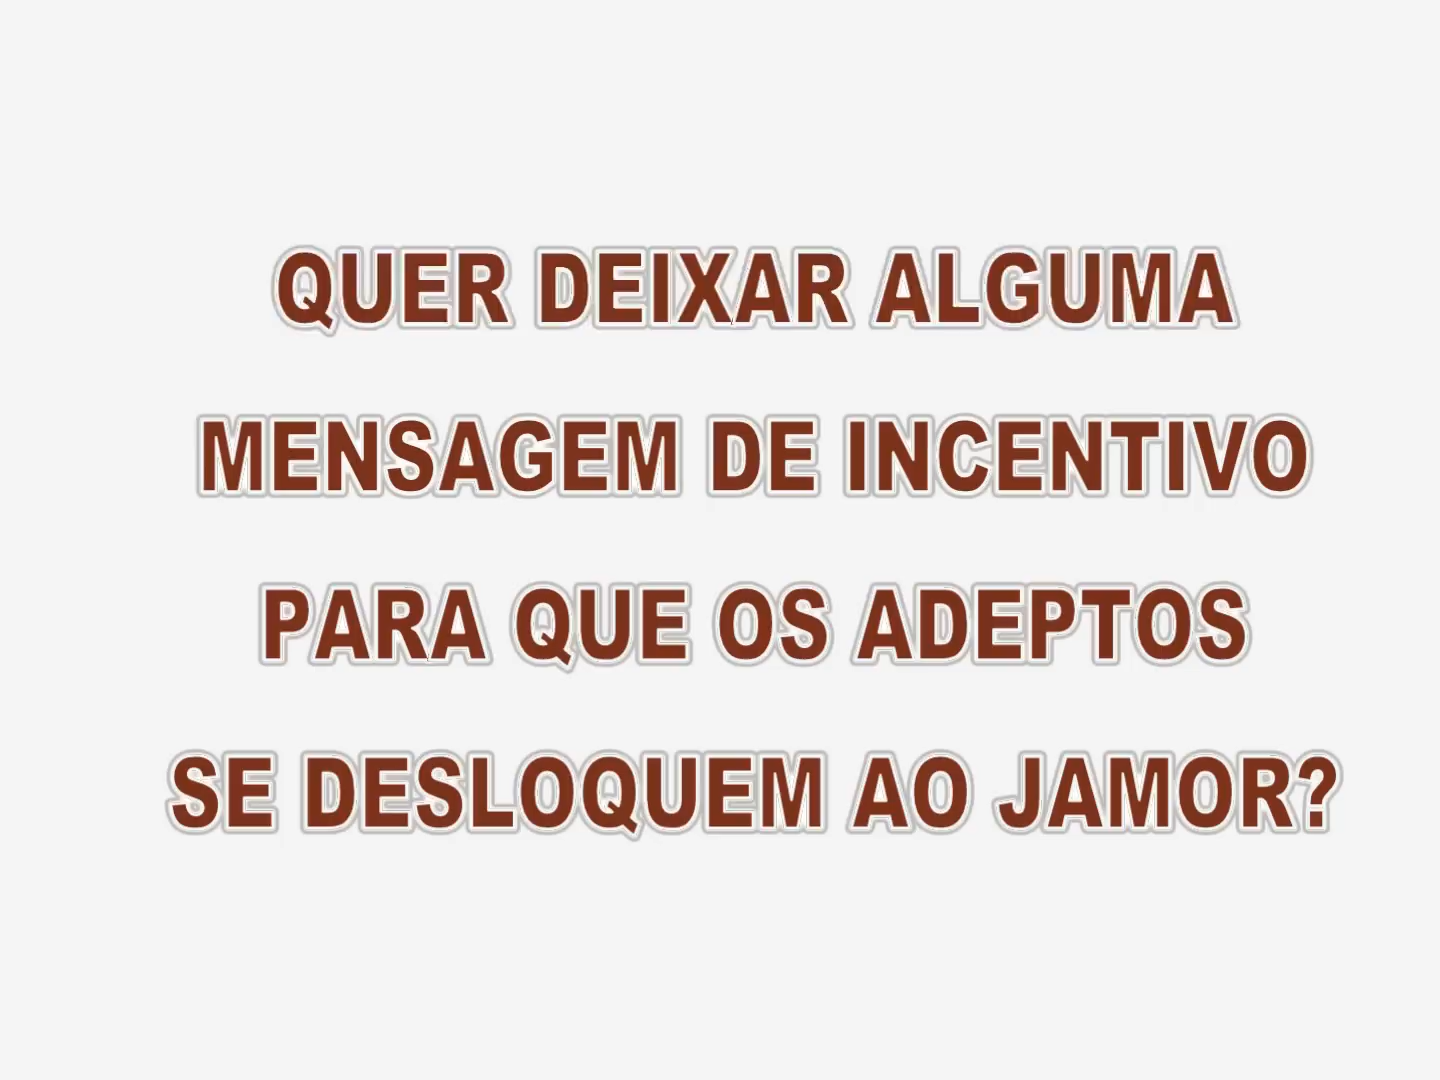 QUER DEIXAR ALGUMA
MENSAGEM DE INCENTIVO
PARA QUE OS ADEPTOS
SE DESLOQUEM AO JAMOR?